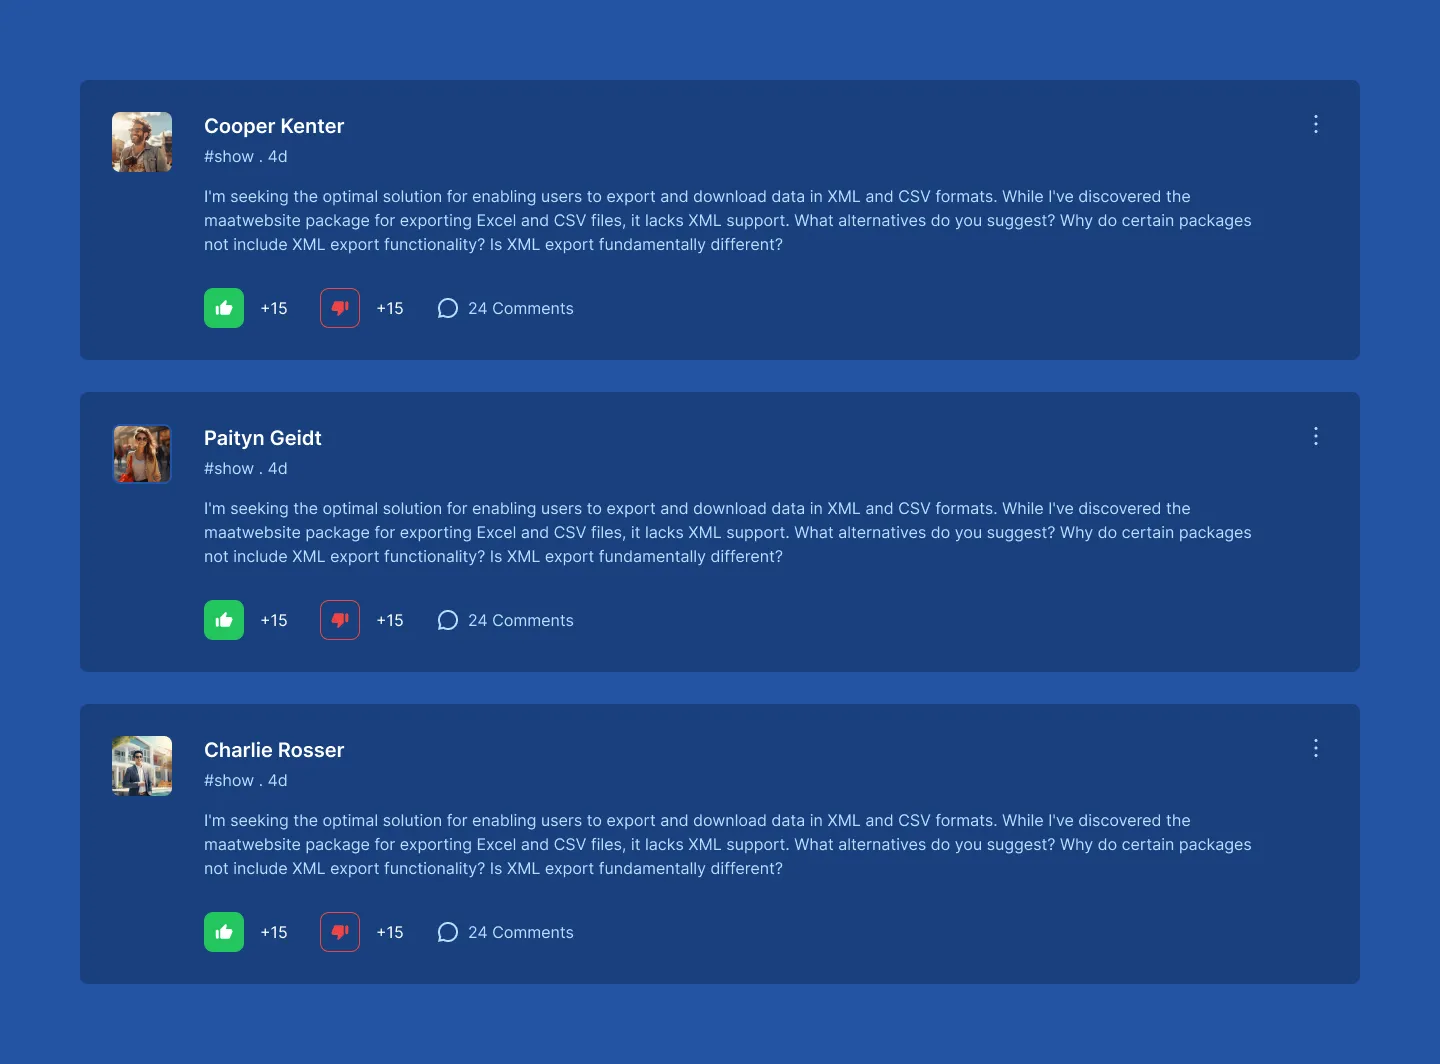 Cooper Kenter
#show . 4d
I'm seeking the optimal solution for enabling users to export and download data in XML and CSV formats. While I've discovered the
maatwebsite package for exporting Excel and CSV files, it lacks XML support. What alternatives do you suggest? Why do certain packages
not include XML export functionality? Is XML export fundamentally different?
+15 +15 24 Comments
Paityn Geidt
#show . 4d
I'm seeking the optimal solution for enabling users to export and download data in XML and CSV formats. While I've discovered the
maatwebsite package for exporting Excel and CSV files, it lacks XML support. What alternatives do you suggest? Why do certain packages
not include XML export functionality? Is XML export fundamentally different?
+15 +15 24 Comments
Charlie Rosser
#show . 4d
I'm seeking the optimal solution for enabling users to export and download data in XML and CSV formats. While I've discovered the
maatwebsite package for exporting Excel and CSV files, it lacks XML support. What alternatives do you suggest? Why do certain packages
not include XML export functionality? Is XML export fundamentally different?
+15 +15 24 Comments